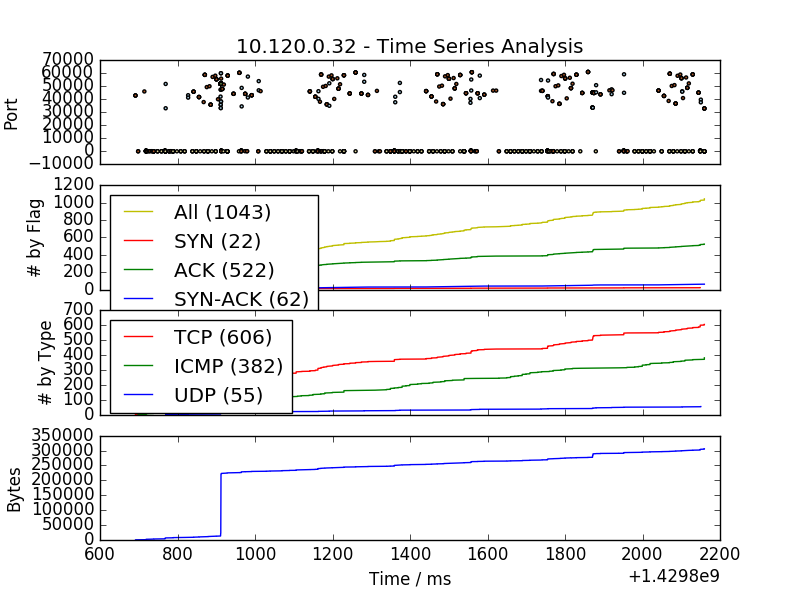 10.120.0.32 - Time Series Analysis
70000
60000
50000
40000
30000
20000
10000
0
−10000
Port
1200
1000
800
600
400
200
0
# by Flag
All (1043)
SYN (22)
ACK (522)
SYN-ACK (62)
700
600
500
400
300
200
100
0
# by Type
TCP (606)
ICMP (382)
UDP (55)
350000
300000
250000
200000
150000
100000
50000
0
Bytes
600 800 1000 1200 1400 1600 1800 2000 2200
Time / ms
+1.4298e9